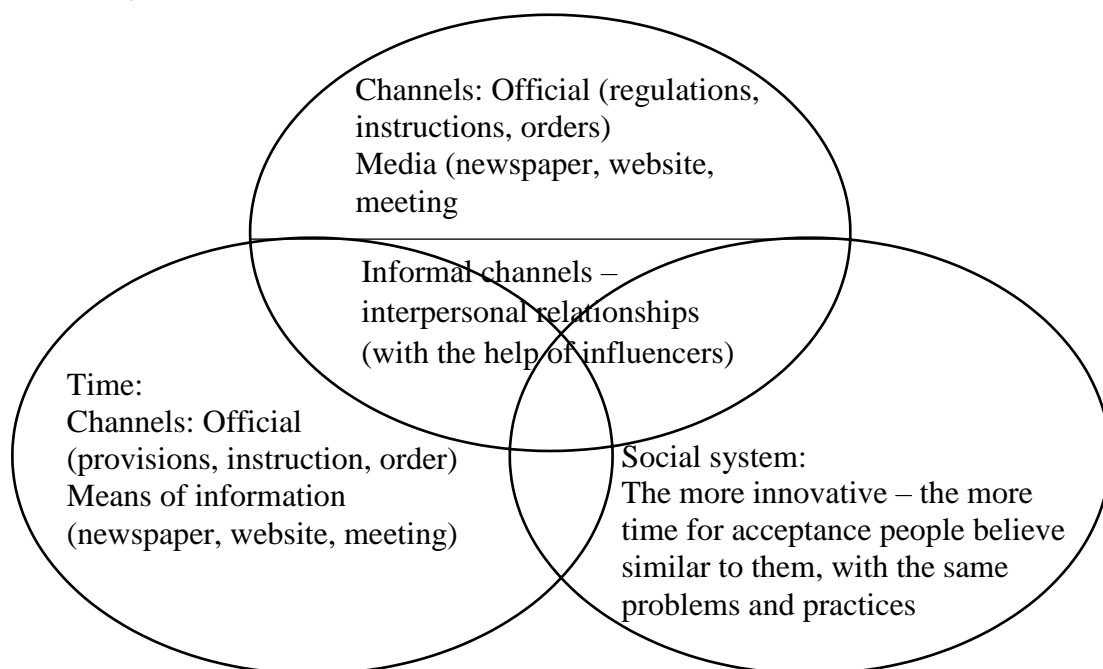 Channels: Official (regulations,
instructions, orders)
Media (newspaper, website,
meeting
Informal channels –
interpersonal relationships
(with the help of influencers)
Time:
Channels: Official
(provisions, instruction, order)
Means of information
(newspaper, website, meeting)
Social system:
The more innovative – the more
time for acceptance people believe
similar to them, with the same
problems and practices